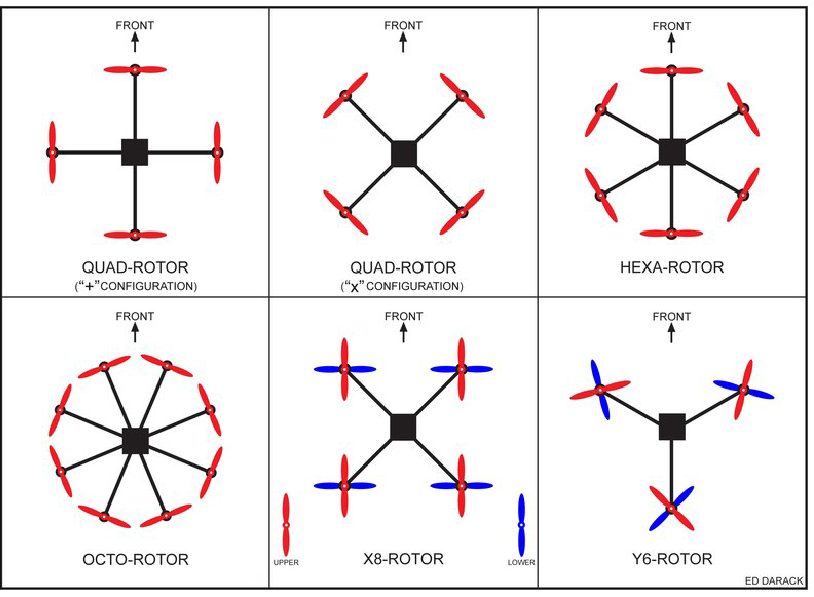 FRONT
FRONT
FRONT
QUAD-ROTOR
("+"CONFIGURATION)
QUAD-ROTOR
("x" CONFIGURATION)
HEXA-ROTOR
FRONT
FRONT
FRONT
OCTO-ROTOR
UPPER
X8-ROTOR
LOWER
Y6-ROTOR
ED DARACK